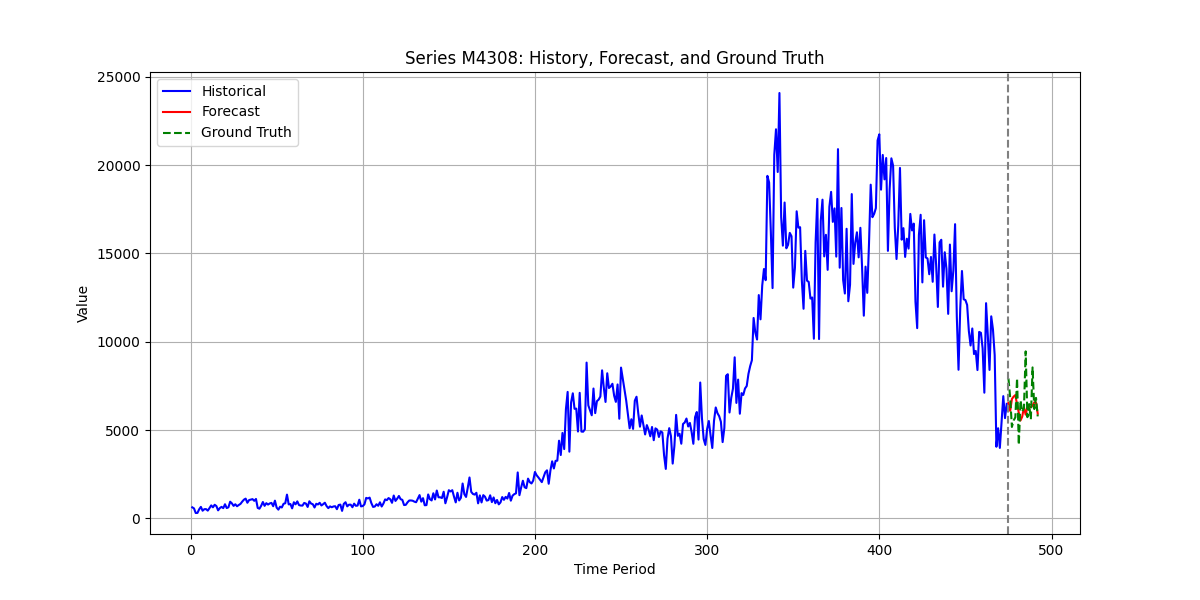 Series M4308: History, Forecast, and Ground Truth
25000
20000
15000
10000
5000
0
Value
Historical
Forecast
Ground Truth
0 100 200 300 400 500
Time Period